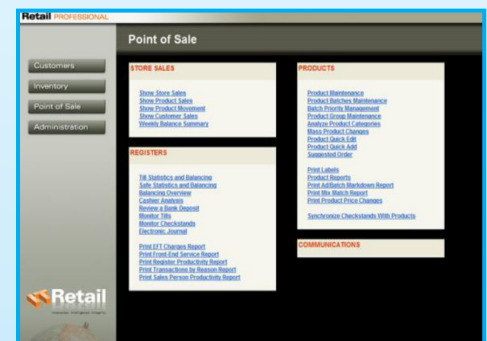 Retail PROFESSIONAL
Point of Sale
Customers
Inventory
Point of Sale
Administration
STORE SALES
Show Store Sales
Show Product Sales
Show Product Movement
Show Customer Sales
Weekly Balance Summary
REGISTERS
Till Statistics and Balancing
Safe Statistics and Balancing
Balancing Overview
Cashier Analysis
Review a Bank Deposit
Monitor Tills
Monitor Checkstands
Electronic Journal
Print EFT Charges Report
Print Front-End Service Report
Print Register Productivity Report
Print Transactions by Reason Report
Print Sales Person Productivity Report
PRODUCTS
Product Maintenance
Product Batches Maintenance
Batch Priority Management
Product Group Maintenance
Analyze Product Categories
Mass Product Changes
Product Quick Edit
Product Quick Add
Suggested Order
Print Labels
Product Reports
Print Ad/Batch Markdown Report
Print Mix Match Report
Print Product Price Changes
Synchronize Checkstands With Products
COMMUNICATIONS
Retail